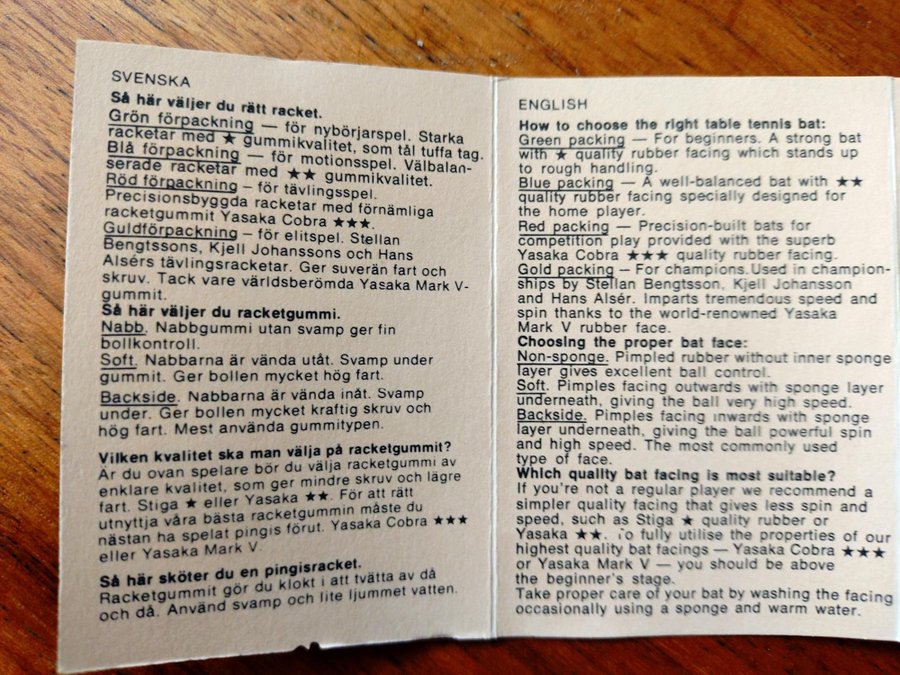 SVENSKA
Så här väljer du rätt racket.
Grön förpackning — för nybörjarspel. Starka
racketar med ★ gummikvalitet, som tål tuffa tag.
Blå förpackning — för motionsspel. Välbalan-
serade racketar med ★★ gummikvalitet.
Röd förpackning – för tävlingsspel.
Precisionsbyggda racketar med förnämliga
racketgummit Yasaka Cobra ★★★.
Guldförpackning – för elitspel. Stellan
Bengtssons, Kjell Johanssons och Hans
Alsérs tävlingsracketar. Ger suverän fart och
skruv. Tack vare världsberömda Yasaka Mark V-
gummit.
Så här väljer du racketgummi.
Nabb. Nabbgummi utan svamp ger fin
bollkontroll.
Soft. Nabbarna är vända utåt. Svamp under
gummit. Ger bollen mycket hög fart.
Backside. Nabbarna är vända inåt. Svamp
under. Ger bollen mycket kraftig skruv och
hög fart. Mest använda gummitypen.
Vilken kvalitet ska man välja på racketgummit?
Är du ovan spelare bör du välja racketgummi av
enklare kvalitet, som ger mindre skruv och lägre
fart. Stiga ★ eller Yasaka ★★. För att rätt
utnyttja våra bästa racketgummin måste du
nästan ha spelat pingis förut. Yasaka Cobra ★★★
eller Yasaka Mark V.
Så här sköter du en pingisracket.
Racketgummit gör du klokt i att tvätta av då
och då. Använd svamp och lite ljummet vatten.
ENGLISH
How to choose the right table tennis bat:
Green packing — For beginners. A strong bat
with ★ quality rubber facing which stands up
to rough handling.
Blue packing — A well-balanced bat with ★★
quality rubber facing specially designed for
the home player.
Red packing — Precision-built bats for
competition play provided with the superb
Yasaka Cobra ★★★ quality rubber facing.
Gold packing — For champions.Used in champion-
ships by Stellan Bengtsson, Kjell Johansson
and Hans Alsér. Imparts tremendous speed and
spin thanks to the world-renowned Yasaka
Mark V rubber face.
Choosing the proper bat face:
Non-sponge. Pimpled rubber without inner sponge
layer gives excellent ball control.
Soft. Pimples facing outwards with sponge layer
underneath, giving the ball very high speed.
Backside. Pimples facing inwards with sponge
layer underneath, giving the ball powerful spin
and high speed. The most commonly used
type of face.
Which quality bat facing is most suitable?
If you're not a regular player we recommend a
simpler quality facing that gives less spin and
speed, such as Stiga ★ quality rubber or
Yasaka ★★. To fully utilise the properties of our
highest quality bat facings — Yasaka Cobra ★★★
or Yasaka Mark V — you should be above
the beginner's stage.
Take proper care of your bat by washing the facing
occasionally using a sponge and warm water.